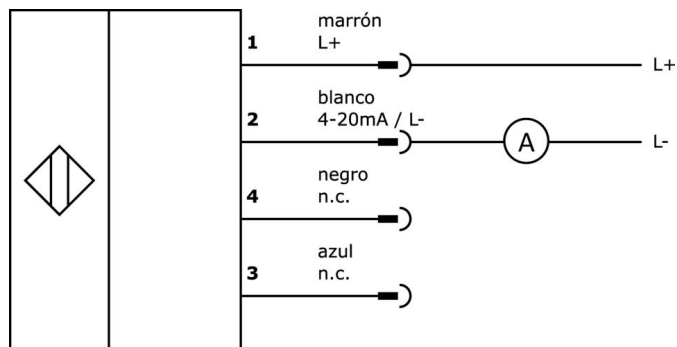 marrón
1 L+
L+
blanco
2 4-20mA / L-
A
L-
negro
4 n.c.
azul
3 n.c.